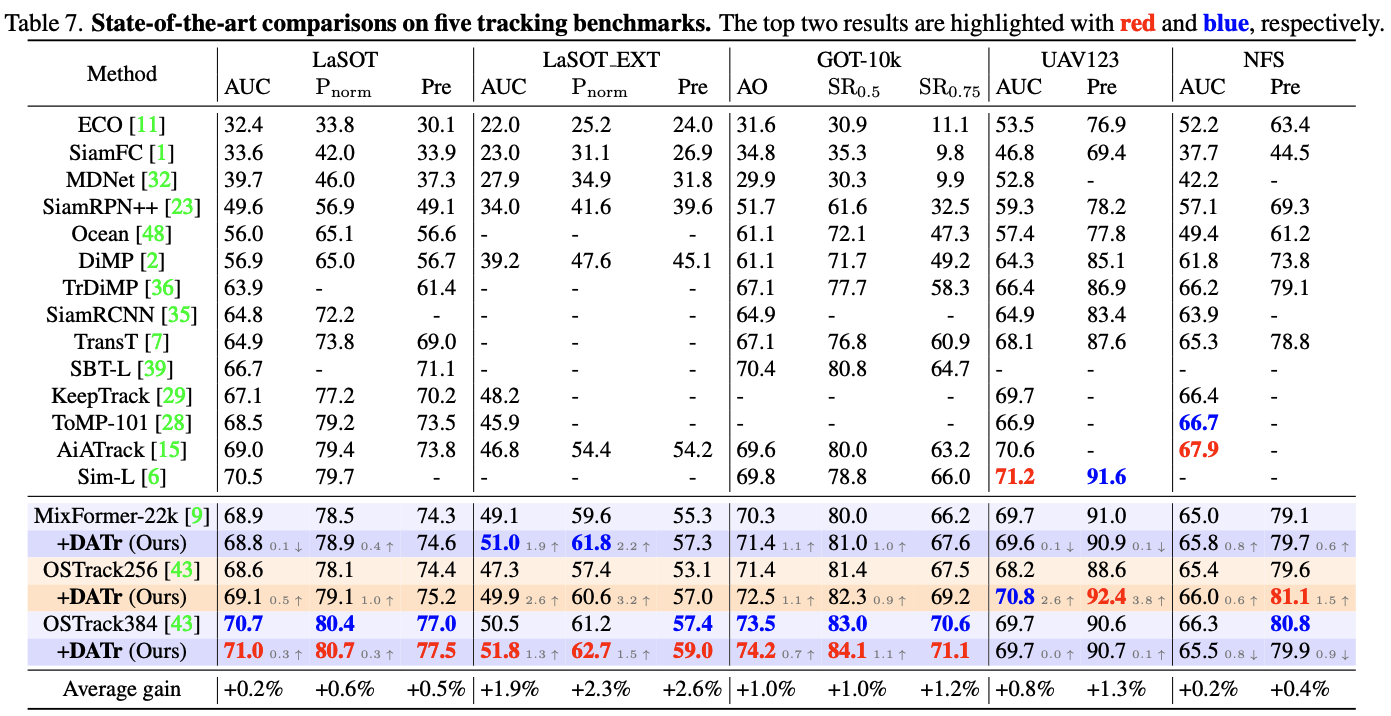 Table 7. State-of-the-art comparisons on five tracking benchmarks. The top two results are highlighted with red and blue, respectively.
Method LaSOT LaSOT_EXT GOT-10k UAV123 NFS
AUC Pnorm Pre AUC Pnorm Pre AO SR0.5 SR0.75 AUC Pre AUC Pre
ECO [11] 32.4 33.8 30.1 22.0 25.2 24.0 31.6 30.9 11.1 53.5 76.9 52.2 63.4
SiamFC [1] 33.6 42.0 33.9 23.0 31.1 26.9 34.8 35.3 9.8 46.8 69.4 37.7 44.5
MDNet [32] 39.7 46.0 37.3 27.9 34.9 31.8 29.9 30.3 9.9 52.8 - 42.2 -
SiamRPN++ [23] 49.6 56.9 49.1 34.0 41.6 39.6 51.7 61.6 32.5 59.3 78.2 57.1 69.3
Ocean [48] 56.0 65.1 56.6 - - - 61.1 72.1 47.3 57.4 77.8 49.4 61.2
DiMP [2] 56.9 65.0 56.7 39.2 47.6 45.1 61.1 71.7 49.2 64.3 85.1 61.8 73.8
TrDiMP [36] 63.9 - 61.4 - - - 67.1 77.7 58.3 66.4 86.9 66.2 79.1
SiamRCNN [35] 64.8 72.2 - - - - 64.9 - - 64.9 83.4 63.9 -
TransT [7] 64.9 73.8 69.0 - - - 67.1 76.8 60.9 68.1 87.6 65.3 78.8
SBT-L [39] 66.7 - 71.1 - - - 70.4 80.8 64.7 - - - -
KeepTrack [29] 67.1 77.2 70.2 48.2 - - - - - 69.7 - 66.4 -
ToMP-101 [28] 68.5 79.2 73.5 45.9 - - - - - 66.9 - 66.7 -
AiATrack [15] 69.0 79.4 73.8 46.8 54.4 54.2 69.6 80.0 63.2 70.6 - 67.9 -
Sim-L [6] 70.5 79.7 - - - - 69.8 78.8 66.0 71.2 91.6 - -
MixFormer-22k [9] 68.9 78.5 74.3 49.1 59.6 55.3 70.3 80.0 66.2 69.7 91.0 65.0 79.1
+DATr (Ours) 68.8 0.1 ↓ 78.9 0.4 ↑ 74.6 51.0 1.9 ↑ 61.8 2.2 ↑ 57.3 71.4 1.1 ↑ 81.0 1.0 ↑ 67.6 69.6 0.1 ↓ 90.9 0.1 ↓ 65.8 0.8 ↑ 79.7 0.6 ↑
OSTrack256 [43] 68.6 78.1 74.4 47.3 57.4 53.1 71.4 81.4 67.5 68.2 88.6 65.4 79.6
+DATr (Ours) 69.1 0.5 ↑ 79.1 1.0 ↑ 75.2 49.9 2.6 ↑ 60.6 3.2 ↑ 57.0 72.5 1.1 ↑ 82.3 0.9 ↑ 69.2 70.8 2.6 ↑ 92.4 3.8 ↑ 66.0 0.6 ↑ 81.1 1.5 ↑
OSTrack384 [43] 70.7 80.4 77.0 50.5 61.2 57.4 73.5 83.0 70.6 69.7 90.6 66.3 80.8
+DATr (Ours) 71.0 0.3 ↑ 80.7 0.3 ↑ 77.5 51.8 1.3 ↑ 62.7 1.5 ↑ 59.0 74.2 0.7 ↑ 84.1 1.1 ↑ 71.1 69.7 0.0 ↑ 90.7 0.1 ↑ 65.5 0.8 ↓ 79.9 0.9 ↓
Average gain +0.2% +0.6% +0.5% +1.9% +2.3% +2.6% +1.0% +1.0% +1.2% +0.8% +1.3% +0.2% +0.4%